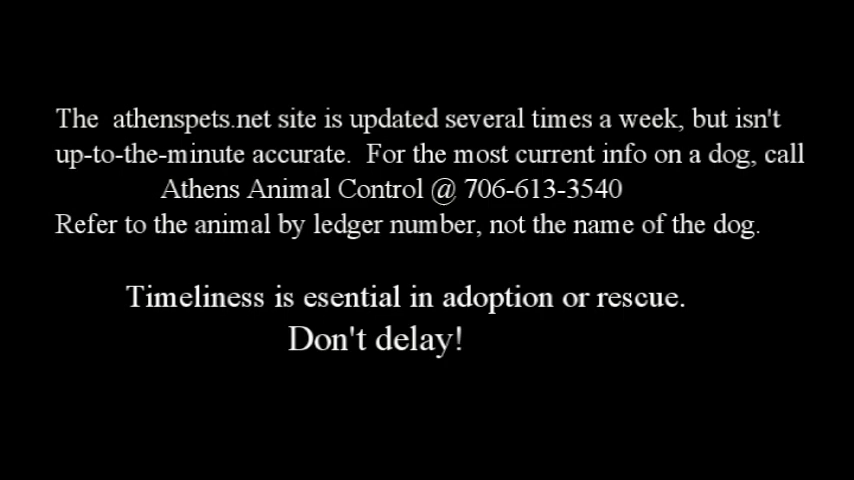 The athenspets.net site is updated several times a week, but isn't
up-to-the-minute accurate. For the most current info on a dog, call
Athens Animal Control @ 706-613-3540
Refer to the animal by ledger number, not the name of the dog.
Timeliness is esential in adoption or rescue.
Don't delay!